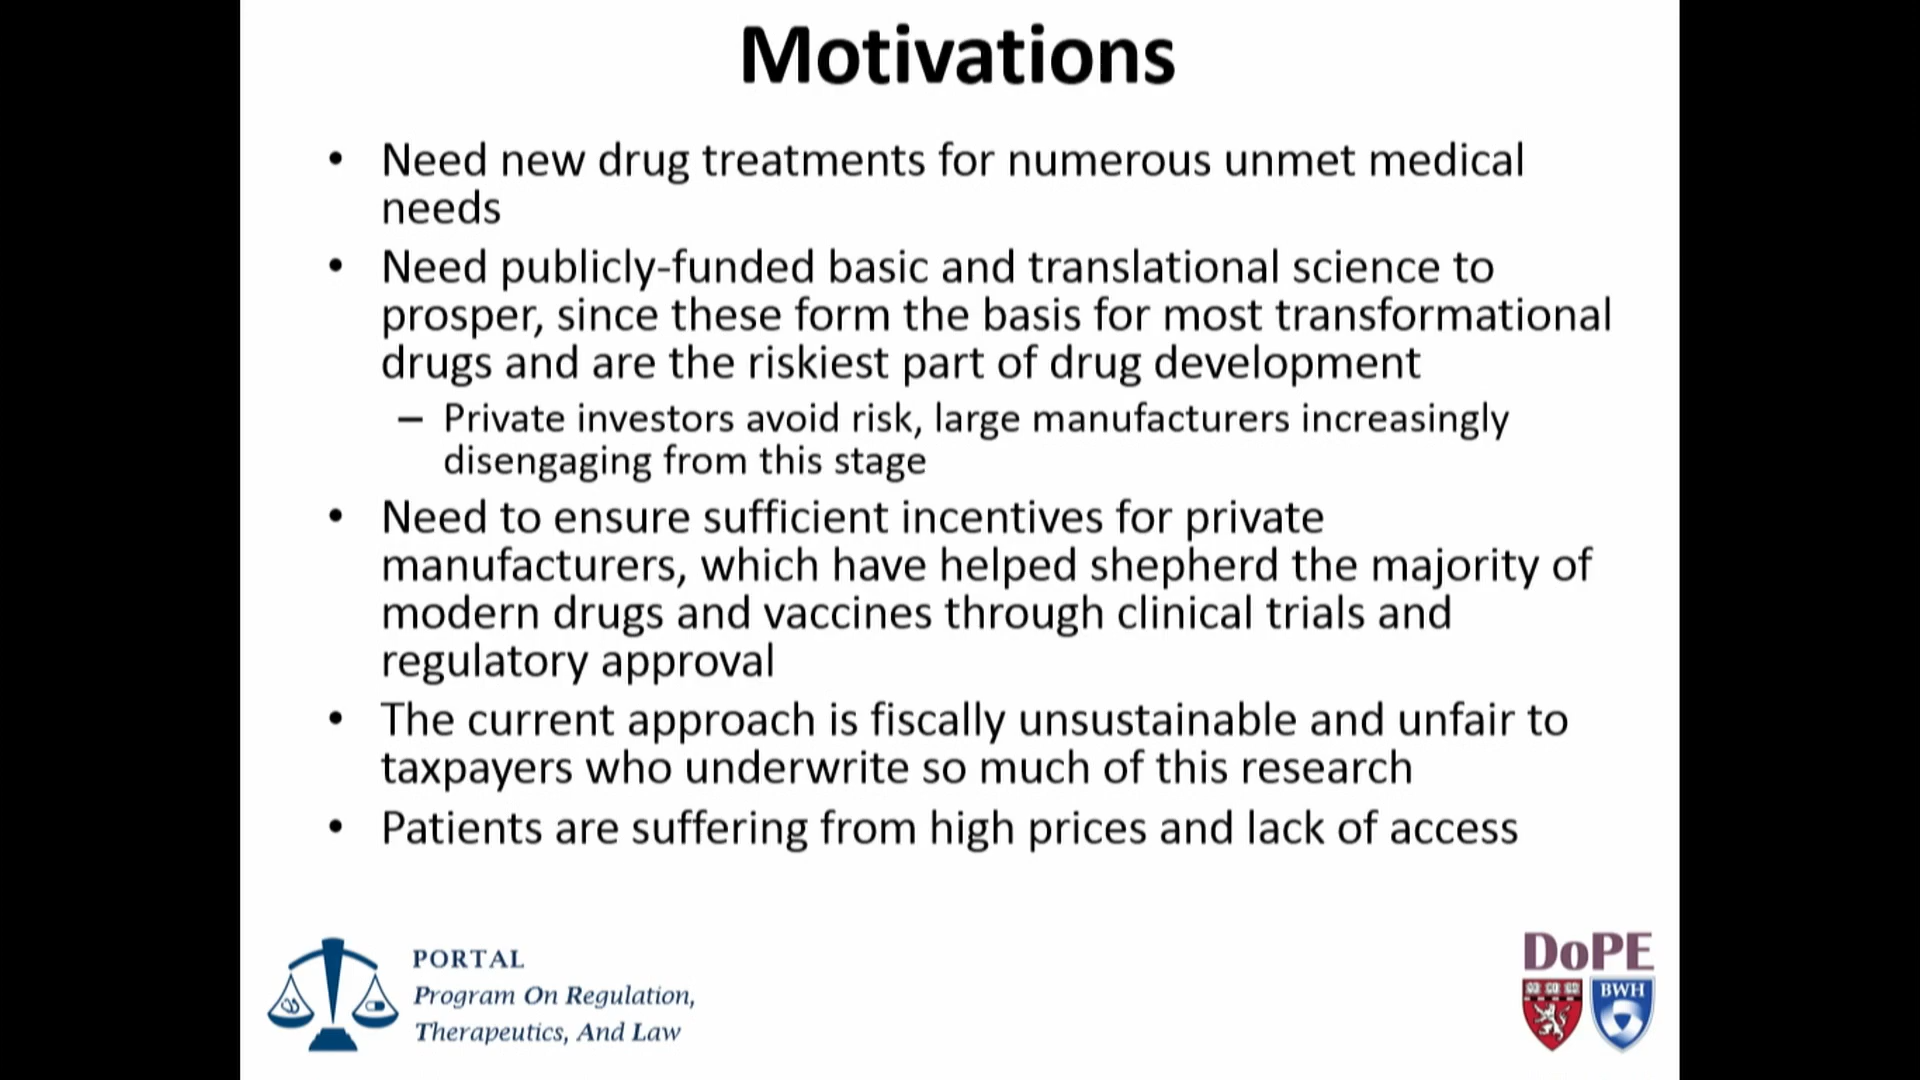 Motivations
• Need new drug treatments for numerous unmet medical
needs
• Need publicly-funded basic and translational science to
prosper, since these form the basis for most transformational
drugs and are the riskiest part of drug development
– Private investors avoid risk, large manufacturers increasingly
disengaging from this stage
• Need to ensure sufficient incentives for private
manufacturers, which have helped shepherd the majority of
modern drugs and vaccines through clinical trials and
regulatory approval
• The current approach is fiscally unsustainable and unfair to
taxpayers who underwrite so much of this research
• Patients are suffering from high prices and lack of access
PORTAL
Program On Regulation,
Therapeutics, And Law
DoPE
BWH